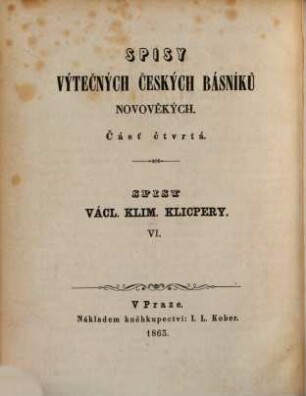 SPISY
VÝTEČNÝCH ČESKÝCH BÁSNÍKŮ
NOVOVĚKÝCH.
Část čtvrtá.
SPISY
VÁCL. KLIM. KLICPERY.
VI.
V Praze.
Nákladem kněhkupectví: I. L. Kober.
1863.